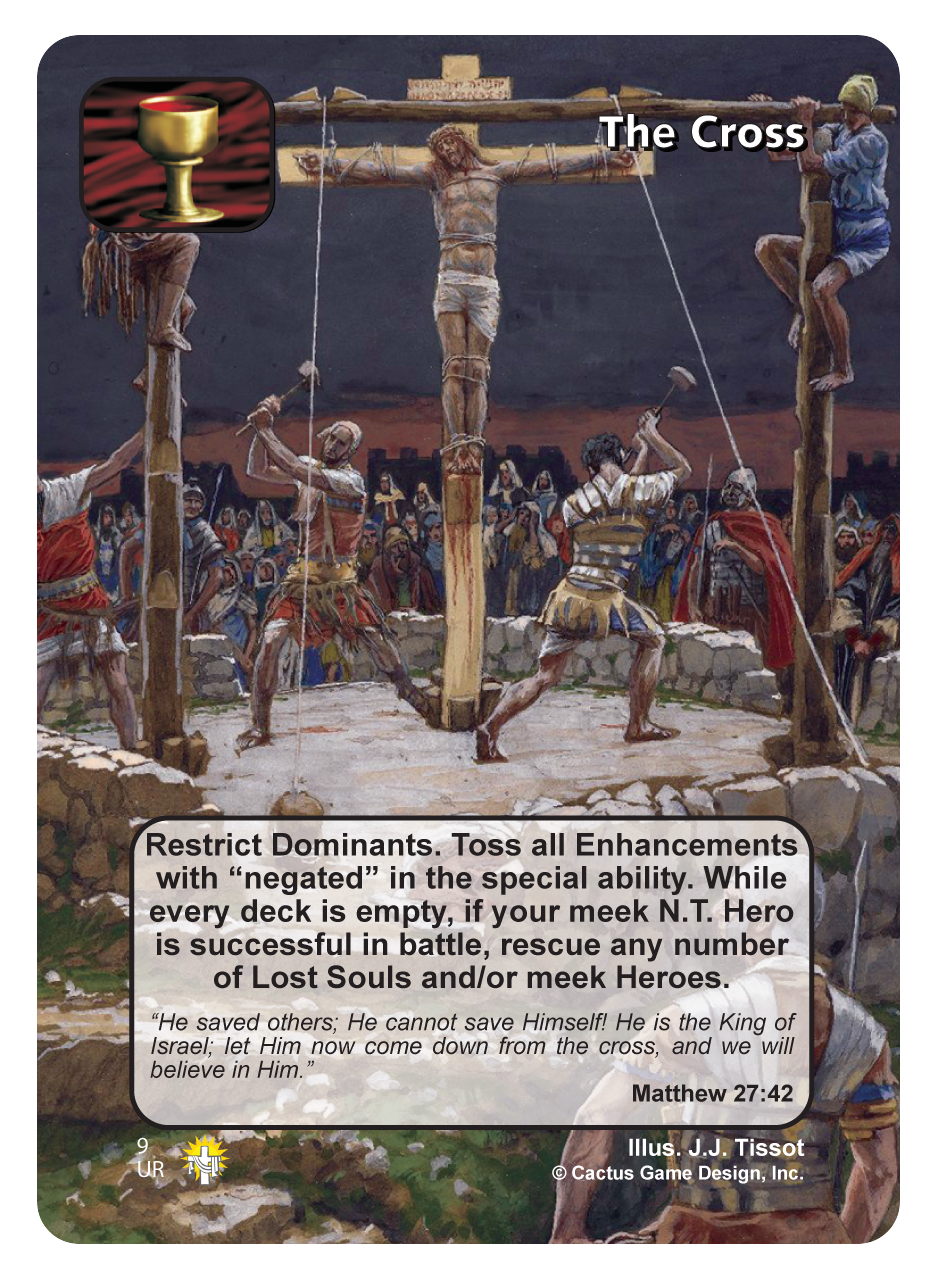 The Cross
Restrict Dominants. Toss all Enhancements
with “negated” in the special ability. While
every deck is empty, if your meek N.T. Hero
is successful in battle, rescue any number
of Lost Souls and/or meek Heroes.
“He saved others; He cannot save Himself! He is the King of
Israel; let Him now come down from the cross, and we will
believe in Him.”
Matthew 27:42
9
UR
Illus. J.J. Tissot
© Cactus Game Design, Inc.